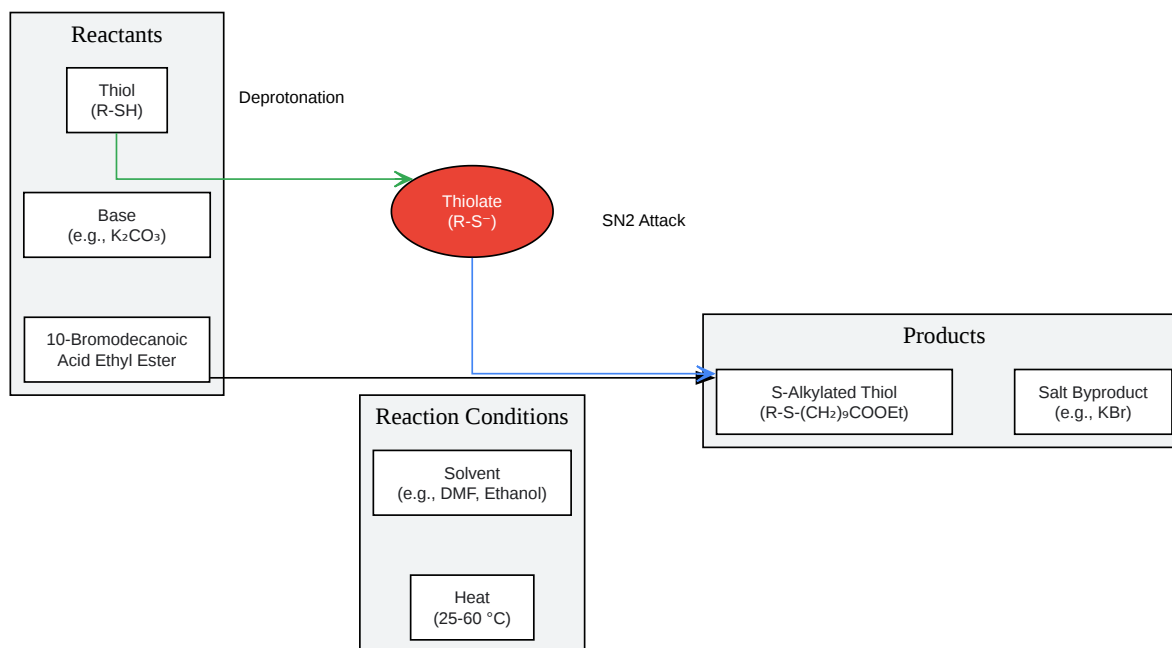 Reactants
Thiol
(R-SH)
Deprotonation
Base
(e.g., K₂CO₃)
Thiolate
(R-S⁻)
SN2 Attack
10-Bromodecanoic
Acid Ethyl Ester
Products
S-Alkylated Thiol
(R-S-(CH₂)₉COOEt)
Salt Byproduct
(e.g., KBr)
Reaction Conditions
Solvent
(e.g., DMF, Ethanol)
Heat
(25-60 °C)